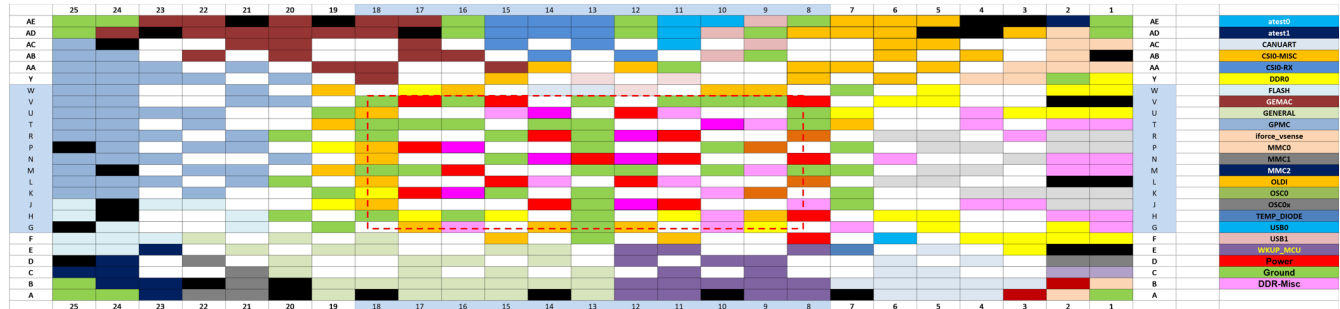 25 24 23 22 21 20 19 18 17 16 15 14 13 12 11 10 9 8 7 6 5 4 3 2 1
AE AE atest0
AD AD atest1
AC AC CANUART
AB AB CSI0-MISC
AA AA CSI0-RX
Y Y DDR0
W W FLASH
V V GEMAC
U U GENERAL
T T GPMC
R R iforce_vsense
P P MMC0
N N MMC1
M M MMC2
L L OLDI
K K OSC0
J J OSC0x
H H TEMP_DIODE
G G USB0
F F USB1
E E WKUP_MCU
D D Power
C C Ground
B B DDR-Misc
A A
25 24 23 22 21 20 19 18 17 16 15 14 13 12 11 10 9 8 7 6 5 4 3 2 1